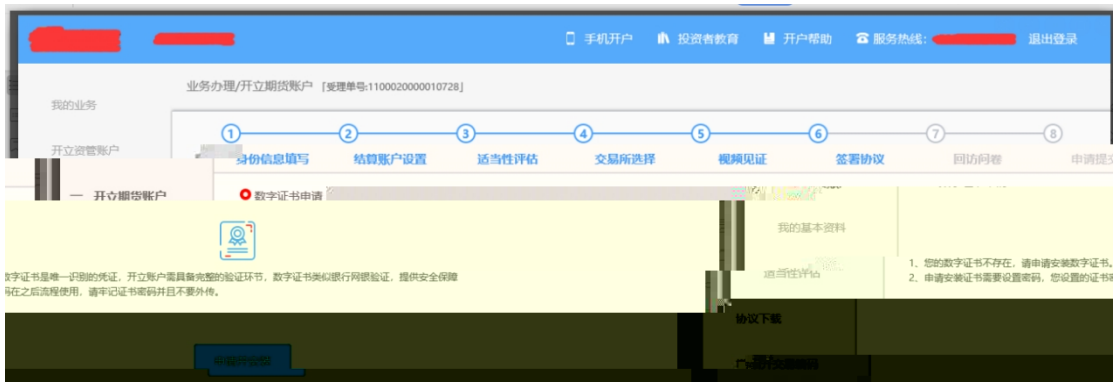 手机开户 投资者教育 开户帮助 服务热线: 退出登录
业务办理/开立期货账户 「受理单号:1100020000010728」
我的业务
1 2 3 4 5 6 7 8
开立资管账户
身份信息填写 结算账户设置 适当性评估 交易所选择 视频见证 签署协议 回访问卷 申请提交
一 开立期货账户
数字证书申请
我的基本资料
数字证书是唯一识别的凭证,开立账户需具备完整的验证环节,数字证书类似银行网银验证,提供安全保障
码在之后流程使用,请牢记证书密码并且不要外传。
适当性评估
1、您的数字证书不存在,请申请安装数字证书。
2、申请安装证书需要设置密码,您设置的证书密
协议下载